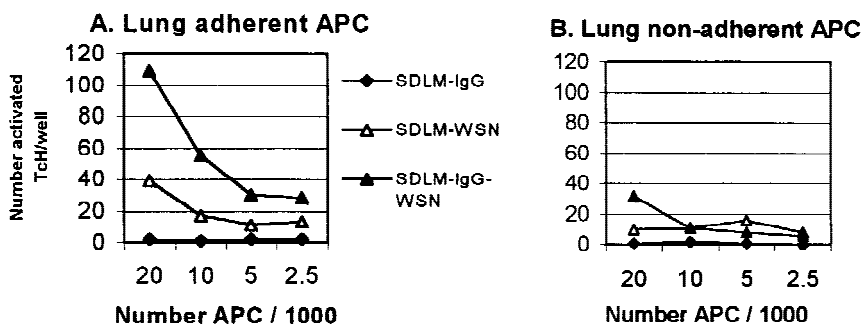 A. Lung adherent APC
120
100
80
60
40
20
0
Number activated
TcH/well
20 10 5 2.5
Number APC / 1000
SDLM-IgG
SDLM-WSN
SDLM-IgG-
WSN
B. Lung non-adherent APC
120
100
80
60
40
20
0
20 10 5 2.5
Number APC / 1000